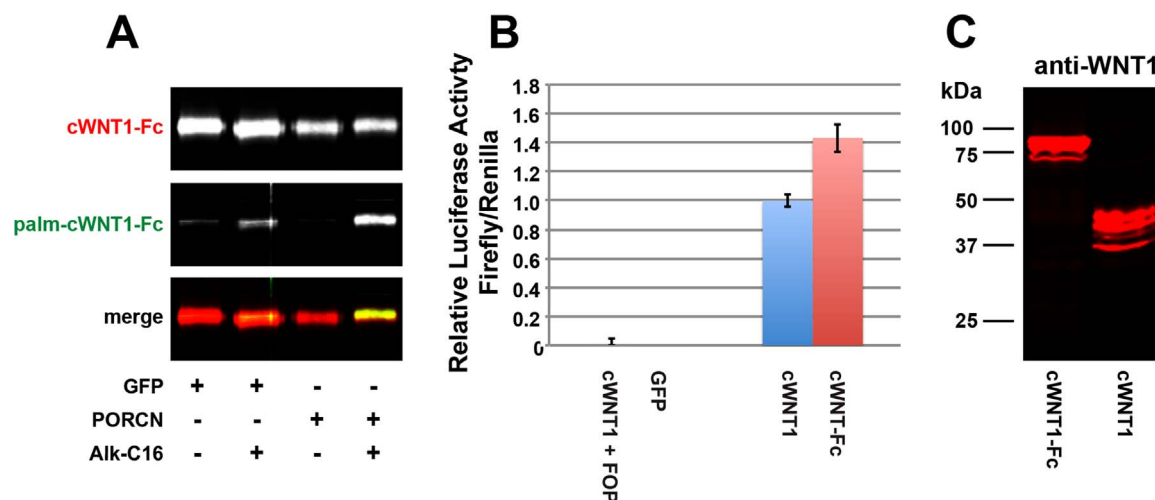 A
cWNT1-Fc
palm-cWNT1-Fc
merge
GFP + + - -
PORCN - - + +
Alk-C16 - + - +
B
Relative Luciferase Activty
Firefly/Renilla
1.8
1.6
1.4
1.2
1.0
0.8
0.6
0.4
0.2
0
cWNT1 + FOP
GFP
cWNT1
cWNT-Fc
C
anti-WNT1
kDa
100
75
50
37
25
cWNT1-Fc
cWNT1